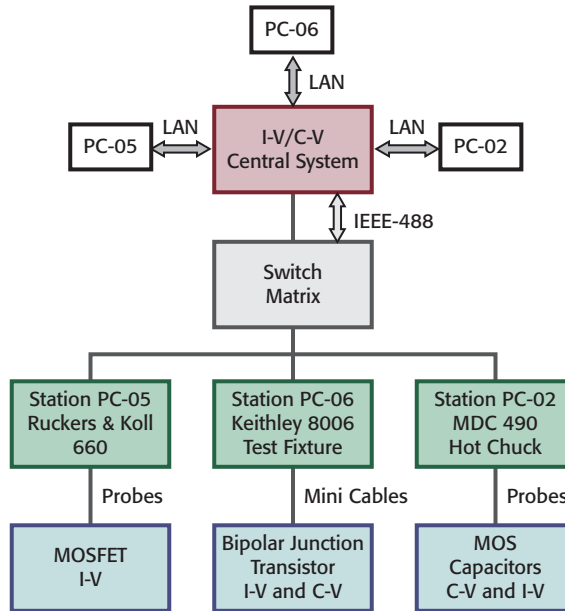 PC-06
LAN
LAN
LAN
PC-05
I-V/C-V
Central System
PC-02
IEEE-488
Switch
Matrix
Station PC-05
Ruckers & Koll
660
Station PC-06
Keithley 8006
Test Fixture
Station PC-02
MDC 490
Hot Chuck
Probes
Mini Cables
Probes
MOSFET
I-V
Bipolar Junction
Transistor
I-V and C-V
MOS
Capacitors
C-V and I-V